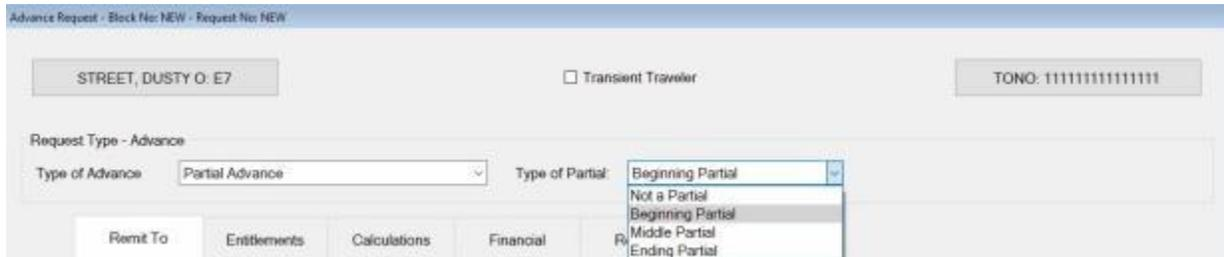 Advance Request - Block No: NEW - Request No: NEW
STREET, DUSTY O: E7
Transient Traveler
TONO: 111111111111111
Request Type - Advance
Type of Advance Partial Advance Type of Partial: Beginning Partial
Not a Partial
Beginning Partial
Middle Partial
Ending Partial
Remit To Entitlements Calculations Financial